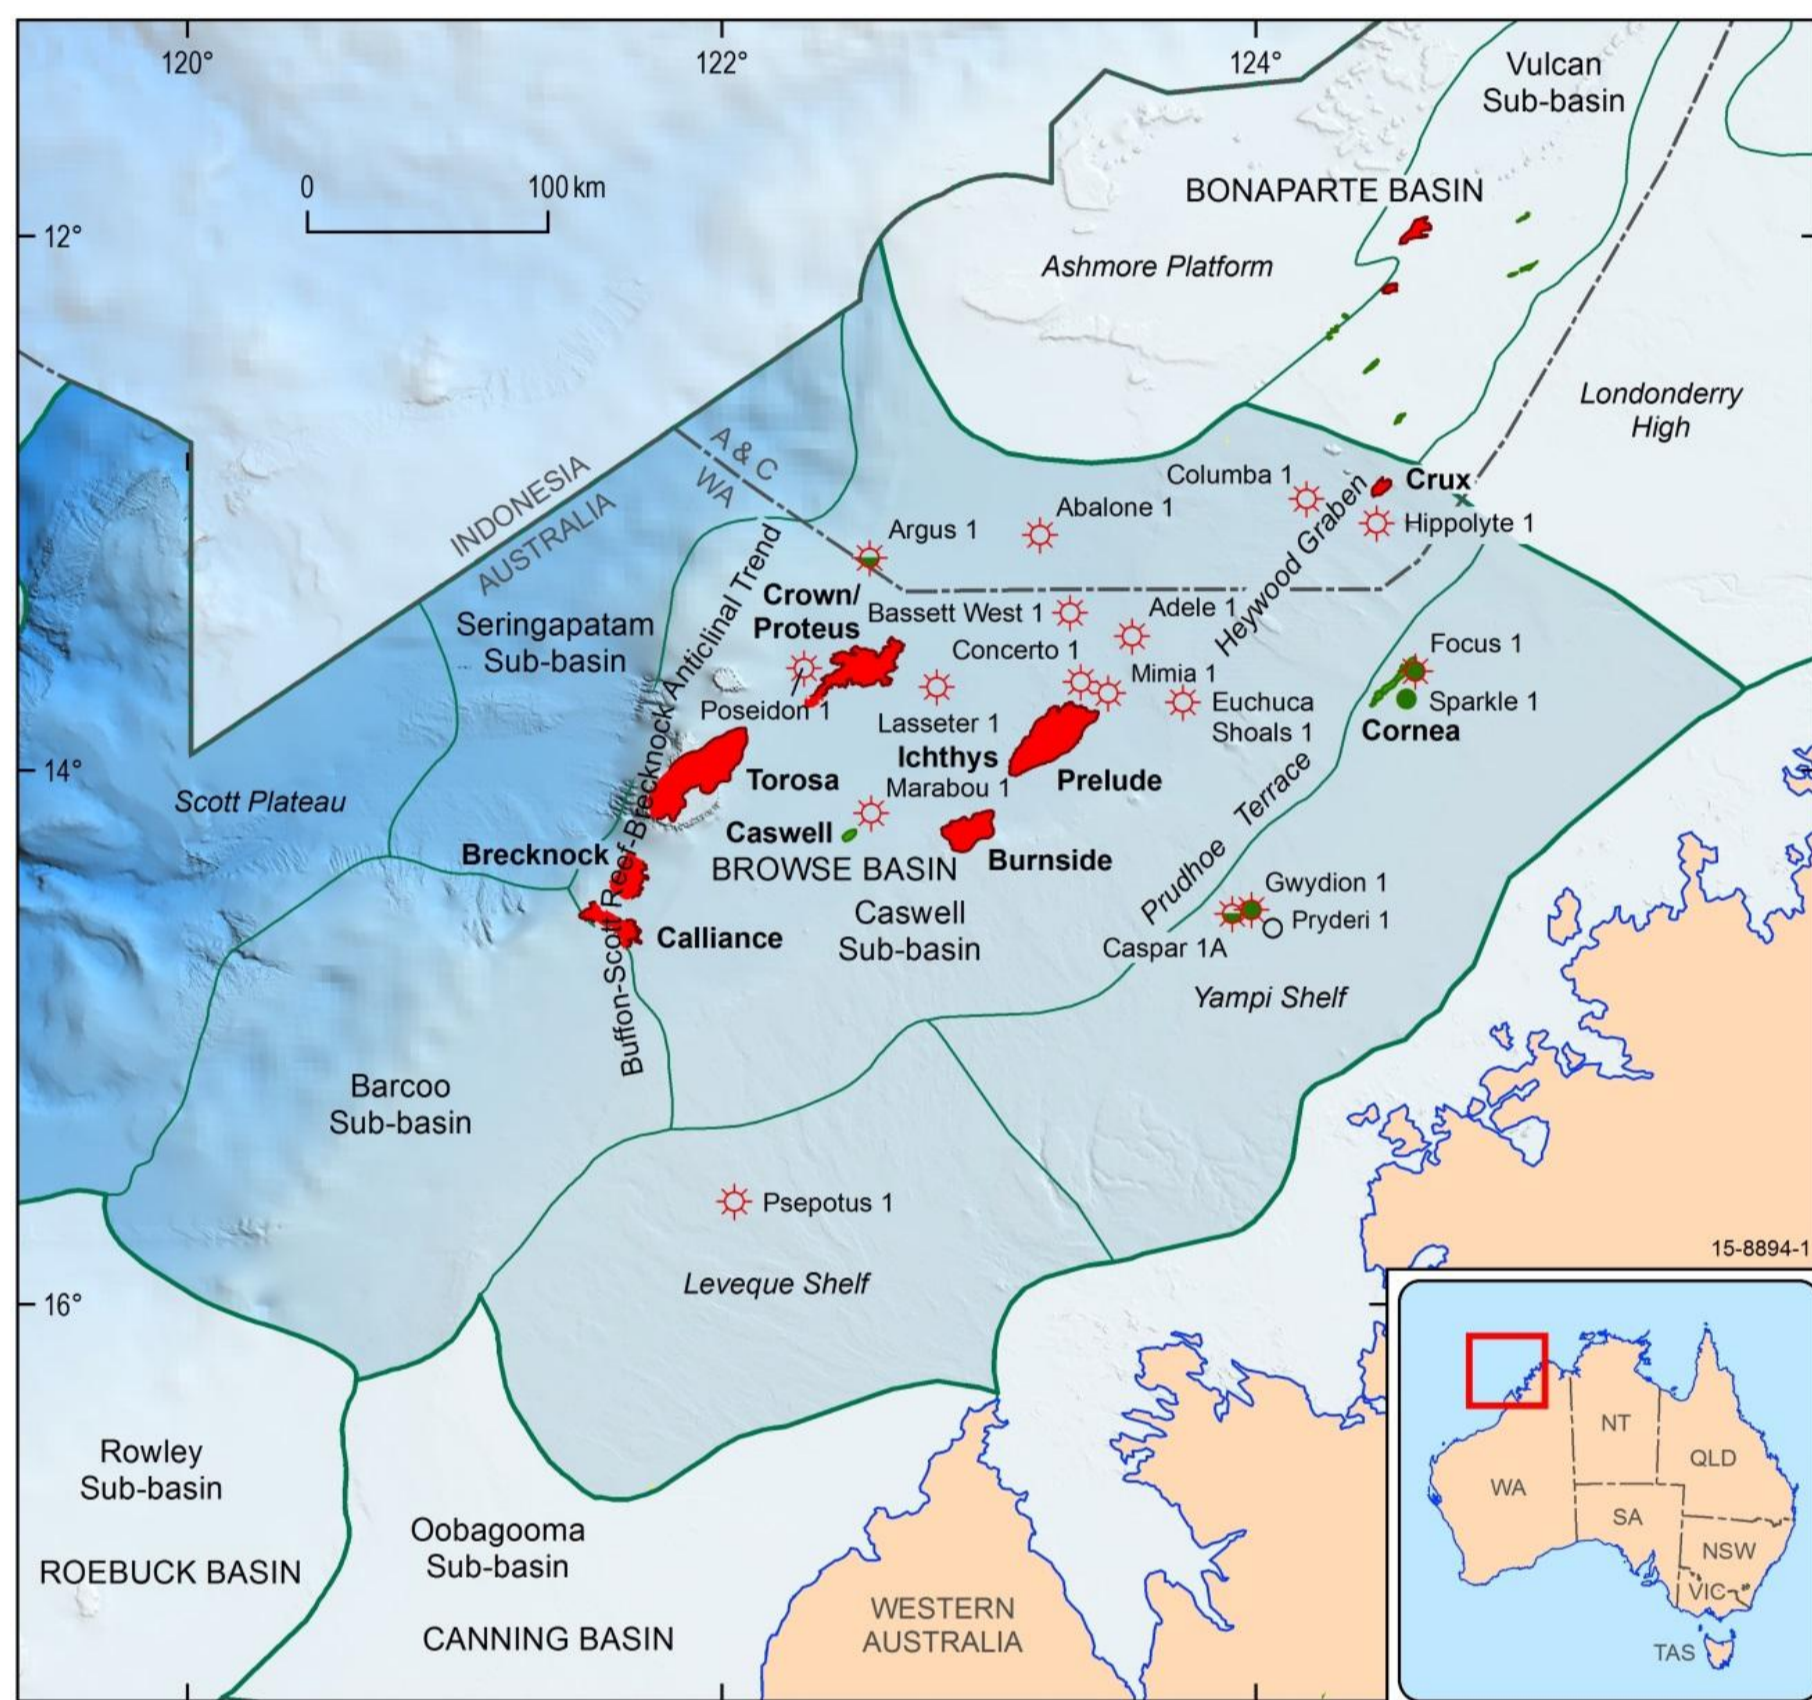 120°
122°
124°
Vulcan
Sub-basin
0
100 km
BONAPARTE BASIN
12°
Ashmore Platform
Londonderry
High
A & C
WA
INDONESIA
AUSTRALIA
Columba 1
Crux
Abalone 1
Hippolyte 1
Argus 1
Heywood Graben
Crown/
Proteus
Bassett West 1
Adele 1
Seringapatam
Sub-basin
Concerto 1
Focus 1
Mimia 1
Poseidon 1
Euchuca
Shoals 1
Sparkle 1
Lasseter 1
Cornea
Ichthys
Prelude
14°
Torosa
Marabou 1
Scott Plateau
Prudhoe Terrace
Caswell
Brecknock
BROWSE BASIN
Burnside
Gwydion 1
Caswell
Sub-basin
Pryderi 1
Calliance
Caspar 1A
Buffon-Scott Reef-Brecknock Anticlinal Trend
Yampi Shelf
Barcoo
Sub-basin
Psepotus 1
15-8894-1
Leveque Shelf
16°
Rowley
Sub-basin
NT
QLD
WA
SA
NSW
VIC
TAS
Oobagooma
Sub-basin
ROEBUCK BASIN
CANNING BASIN
WESTERN
AUSTRALIA